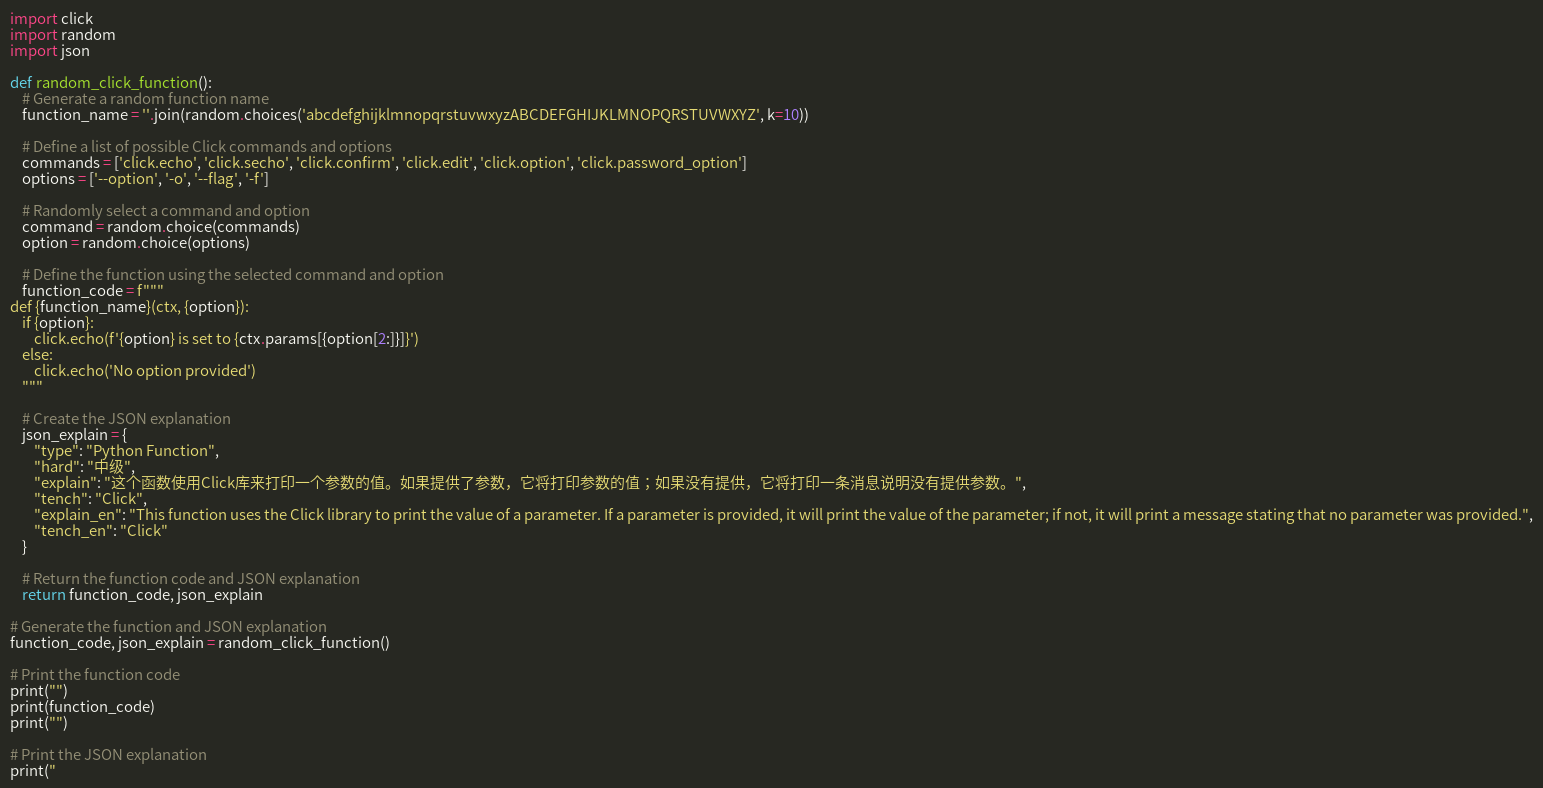 import click
import random
import json
def random_click_function():
# Generate a random function name
function_name = ''.join(random.choices('abcdefghijklmnopqrstuvwxyzABCDEFGHIJKLMNOPQRSTUVWXYZ', k=10))
# Define a list of possible Click commands and options
commands = ['click.echo', 'click.secho', 'click.confirm', 'click.edit', 'click.option', 'click.password_option']
options = ['--option', '-o', '--flag', '-f']
# Randomly select a command and option
command = random.choice(commands)
option = random.choice(options)
# Define the function using the selected command and option
function_code = f"""
def {function_name}(ctx, {option}):
if {option}:
click.echo(f'{option} is set to {ctx.params[{option[2:]}]}')
else:
click.echo('No option provided')
"""
# Create the JSON explanation
json_explain = {
"type": "Python Function",
"hard": "中级",
"explain": "这个函数使用Click库来打印一个参数的值。如果提供了参数，它将打印参数的值；如果没有提供，它将打印一条消息说明没有提供参数。",
"tench": "Click",
"explain_en": "This function uses the Click library to print the value of a parameter. If a parameter is provided, it will print the value of the parameter; if not, it will print a message stating that no parameter was provided.",
"tench_en": "Click"
}
# Return the function code and JSON explanation
return function_code, json_explain
# Generate the function and JSON explanation
function_code, json_explain = random_click_function()
# Print the function code
print("")
print(function_code)
print("")
# Print the JSON explanation
print("